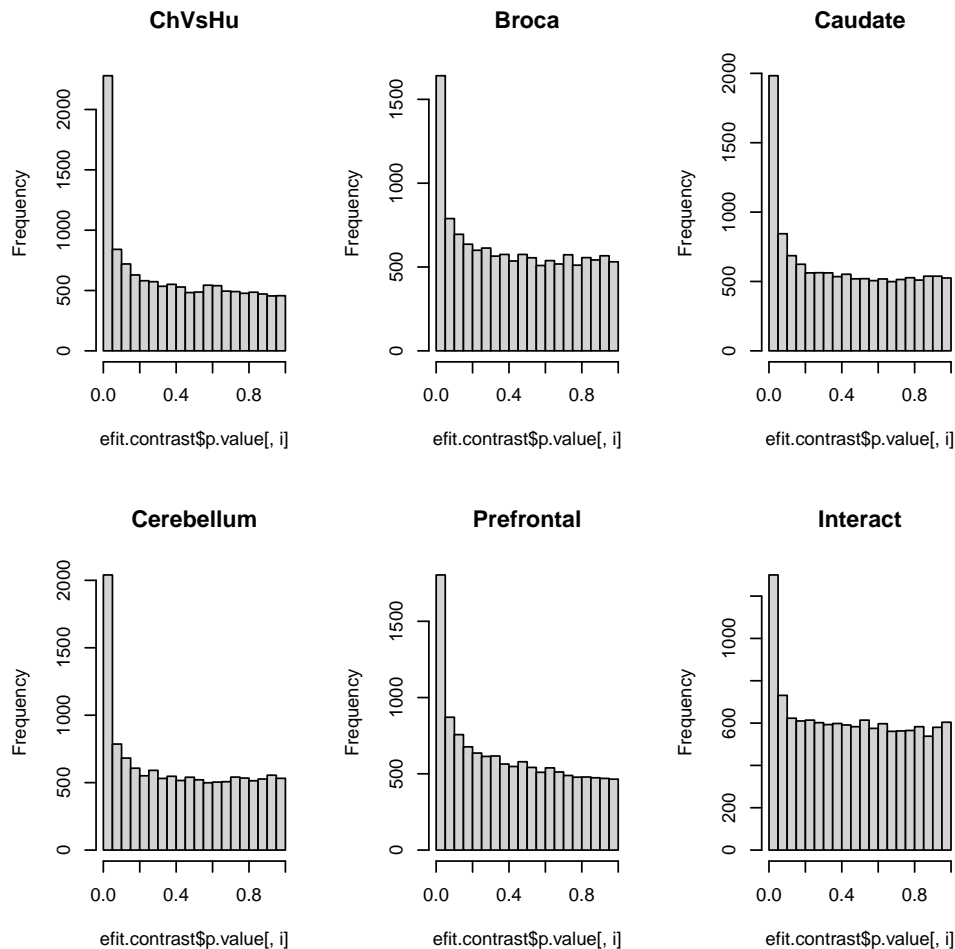 ChVsHu
Frequency
0 500 1000 1500 2000
0.0 0.4 0.8
efit.contrast$p.value[, i]
Broca
Frequency
0 500 1000 1500
0.0 0.4 0.8
efit.contrast$p.value[, i]
Caudate
Frequency
0 500 1000 1500 2000
0.0 0.4 0.8
efit.contrast$p.value[, i]
Cerebellum
Frequency
0 500 1000 1500 2000
0.0 0.4 0.8
efit.contrast$p.value[, i]
Prefrontal
Frequency
0 500 1000 1500
0.0 0.4 0.8
efit.contrast$p.value[, i]
Interact
Frequency
0 200 600 1000
0.0 0.4 0.8
efit.contrast$p.value[, i]